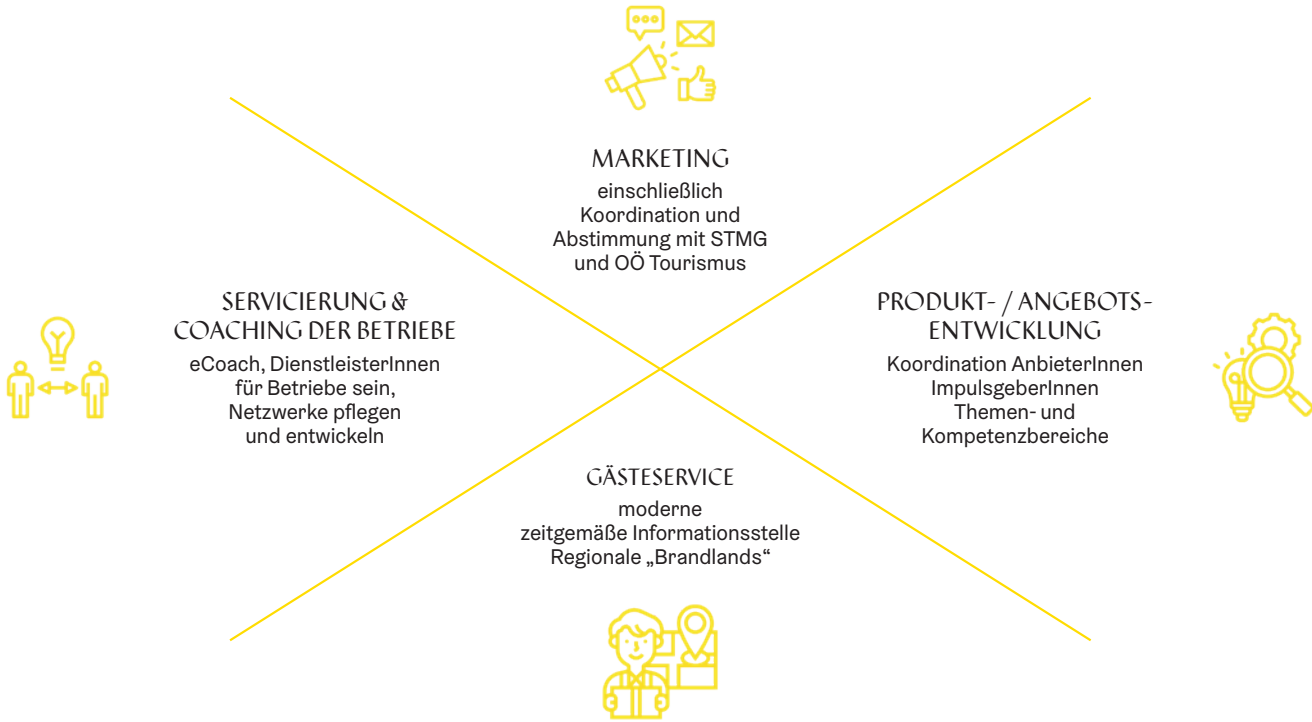 MARKETING
einschließlich
Koordination und
Abstimmung mit STMG
und OÖ Tourismus
SERVICIERUNG &
COACHING DER BETRIEBE
eCoach, DienstleisterInnen
für Betriebe sein,
Netzwerke pflegen
und entwickeln
PRODUKT- / ANGEBOTS-
ENTWICKLUNG
Koordination AnbieterInnen
ImpulsgeberInnen
Themen- und
Kompetenzbereiche
GÄSTESERVICE
moderne
zeitgemäße Informationsstelle
Regionale „Brandlands“